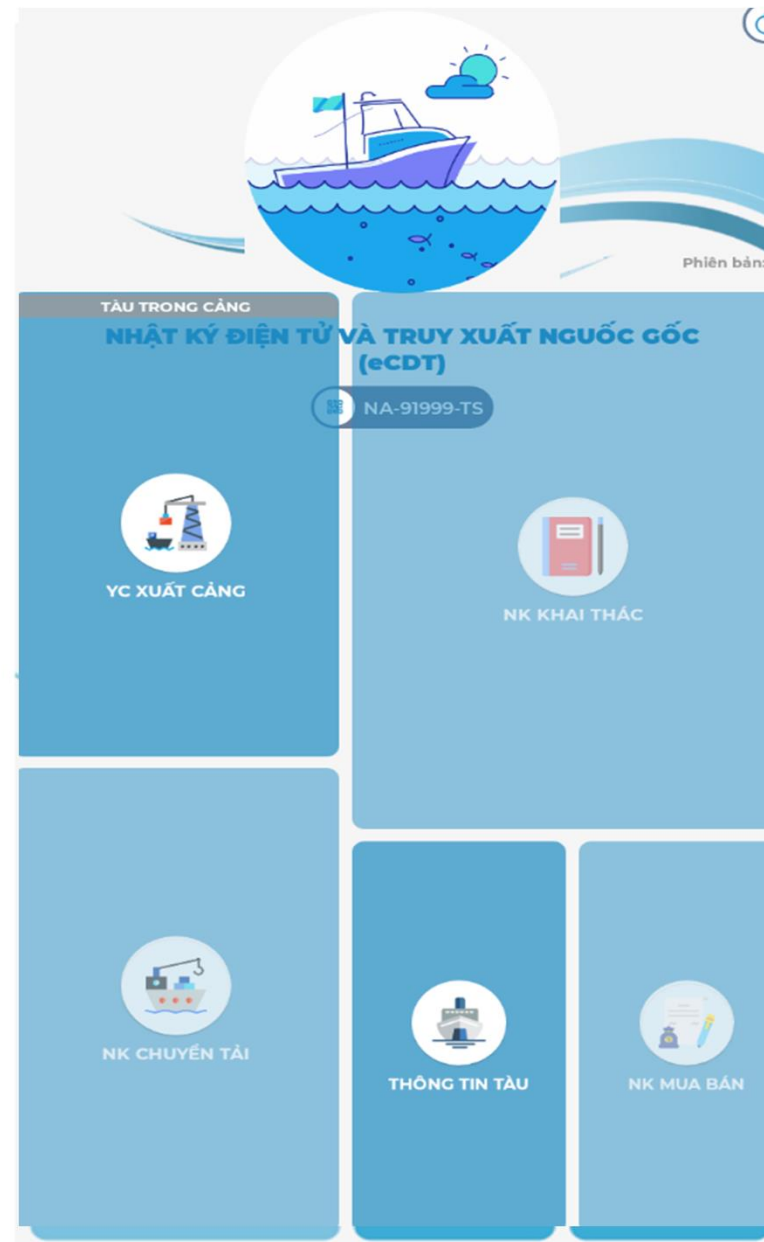 Phiên bản:
TÀU TRONG CẢNG
NHẬT KÝ ĐIỆN TỬ VÀ TRUY XUẤT NGUỐC GỐC
(eCDT)
NA-91999-TS
YC XUẤT CẢNG
NK KHAI THÁC
NK CHUYỂN TẢI
THÔNG TIN TÀU
NK MUA BÁN